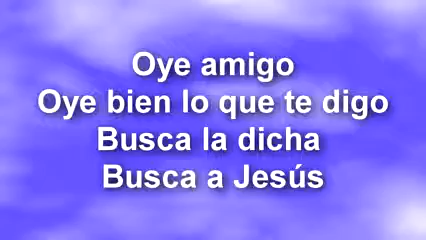 Oye amigo
Oye bien lo que te digo
Busca la dicha
Busca a Jesús